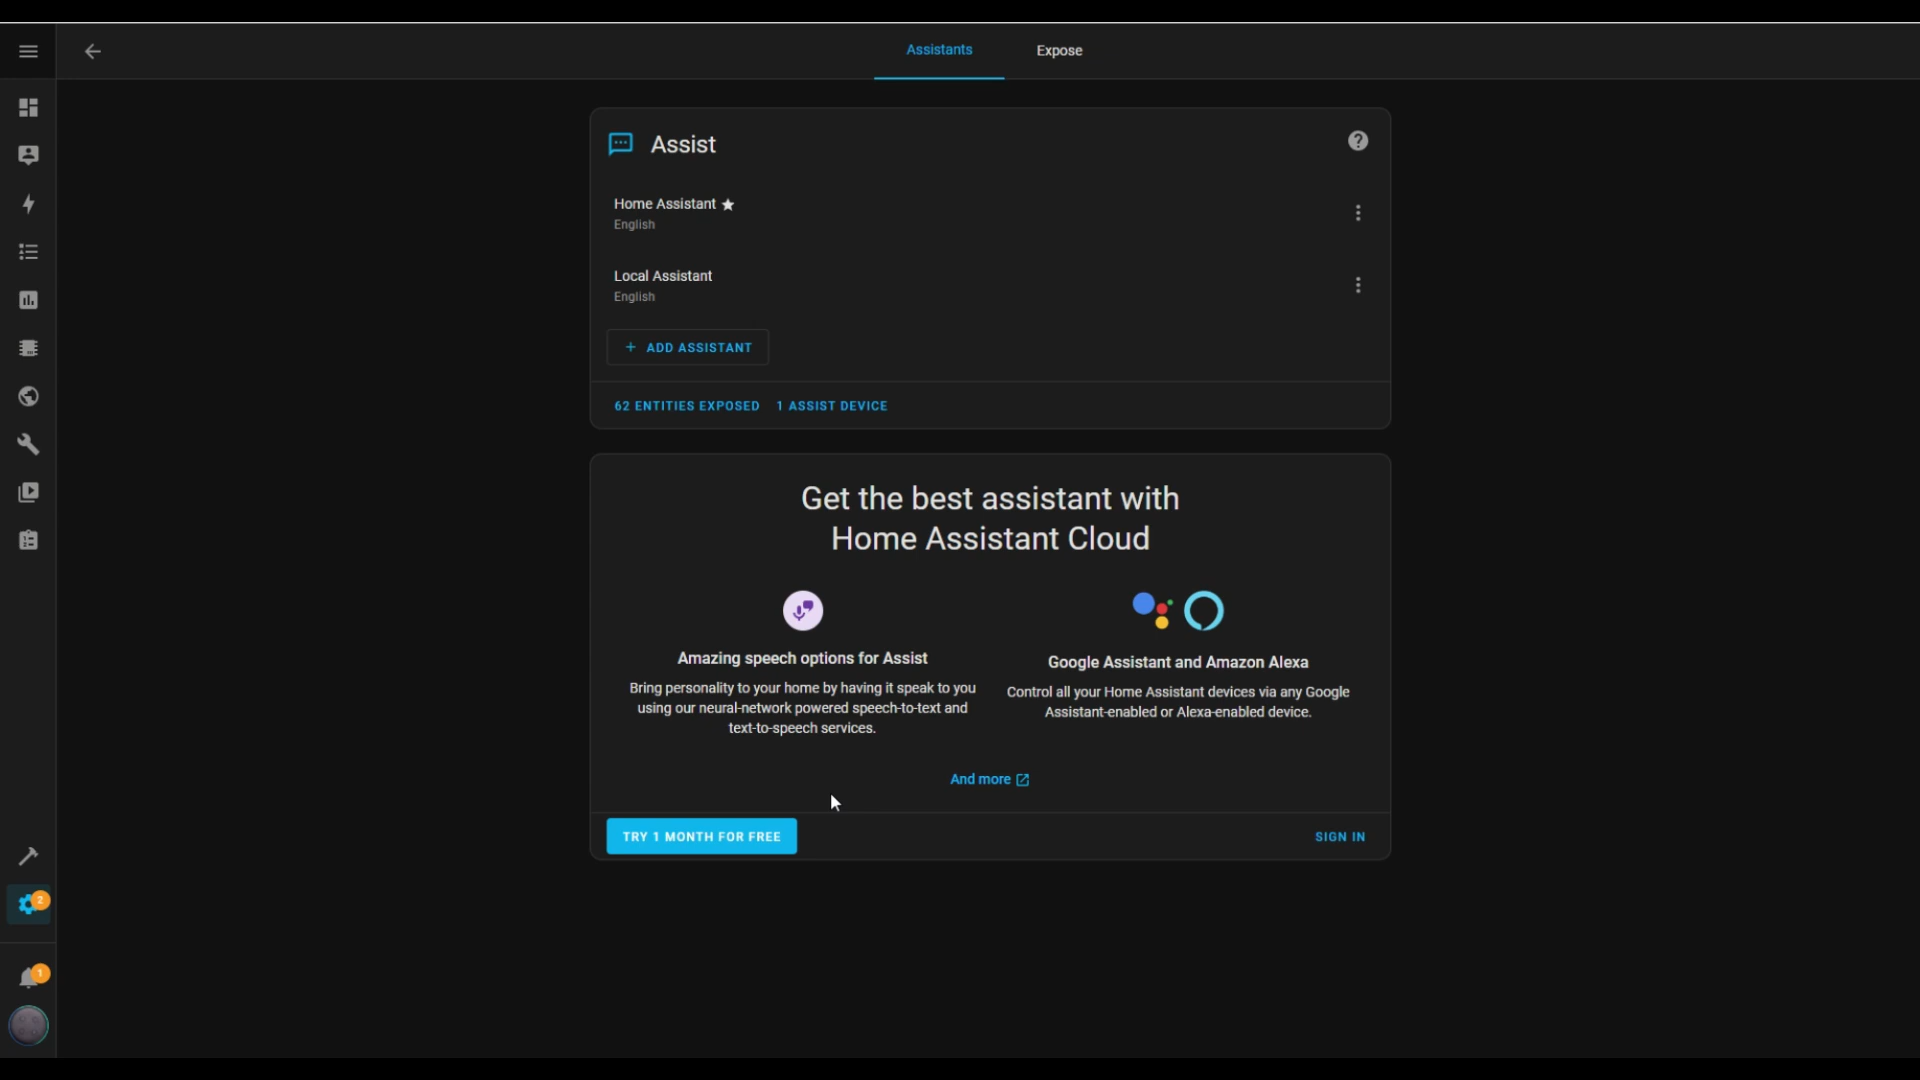 Assistants
Expose
Assist
Home Assistant
English
Local Assistant
English
ADD ASSISTANT
62 ENTITIES EXPOSED
1 ASSIST DEVICE
Get the best assistant with
Home Assistant Cloud
Amazing speech options for Assist
Bring personality to your home by having it speak to you
using our neural-network powered speech-to-text and
text-to-speech services.
Google Assistant and Amazon Alexa
Control all your Home Assistant devices via any Google
Assistant-enabled or Alexa-enabled device.
And more
TRY 1 MONTH FOR FREE
SIGN IN
2
1